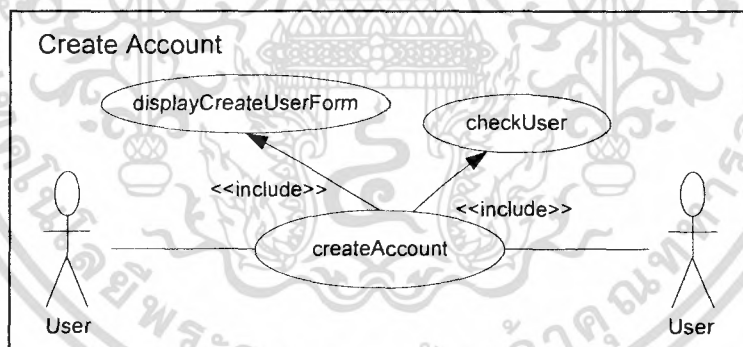 Create Account
displayCreateUserForm
checkUser
<<include>>
<<include>>
createAccount
User
User